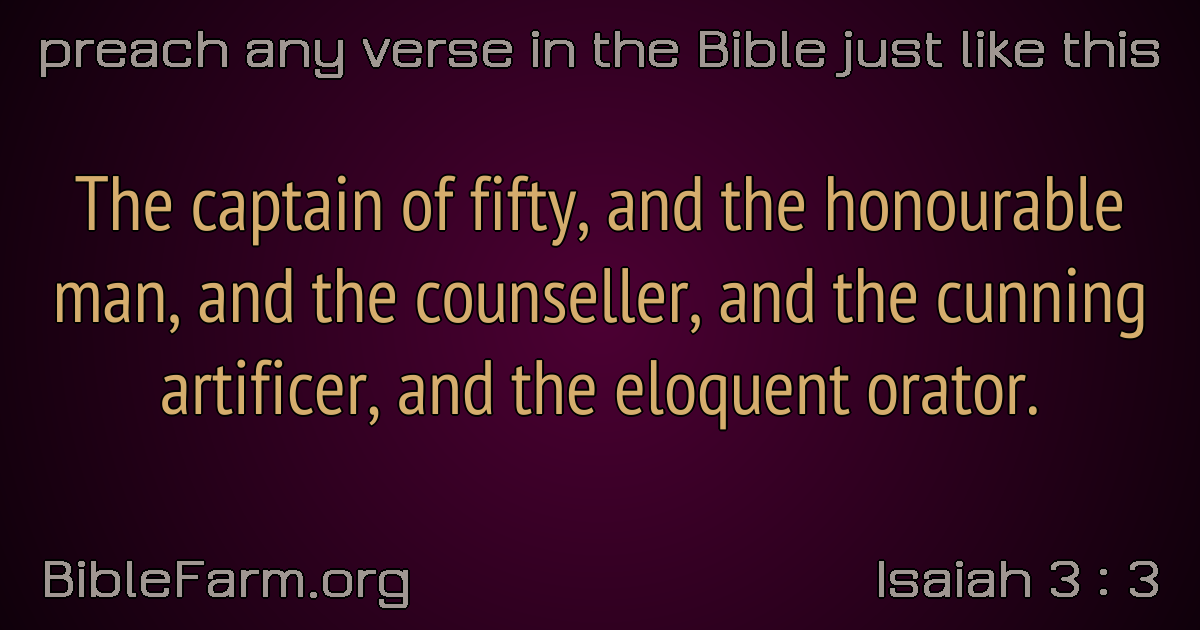 preach any verse in the Bible just like this
The captain of fifty, and the honourable
man, and the counseller, and the cunning
artificer, and the eloquent orator.
BibleFarm.org
Isaiah 3 : 3